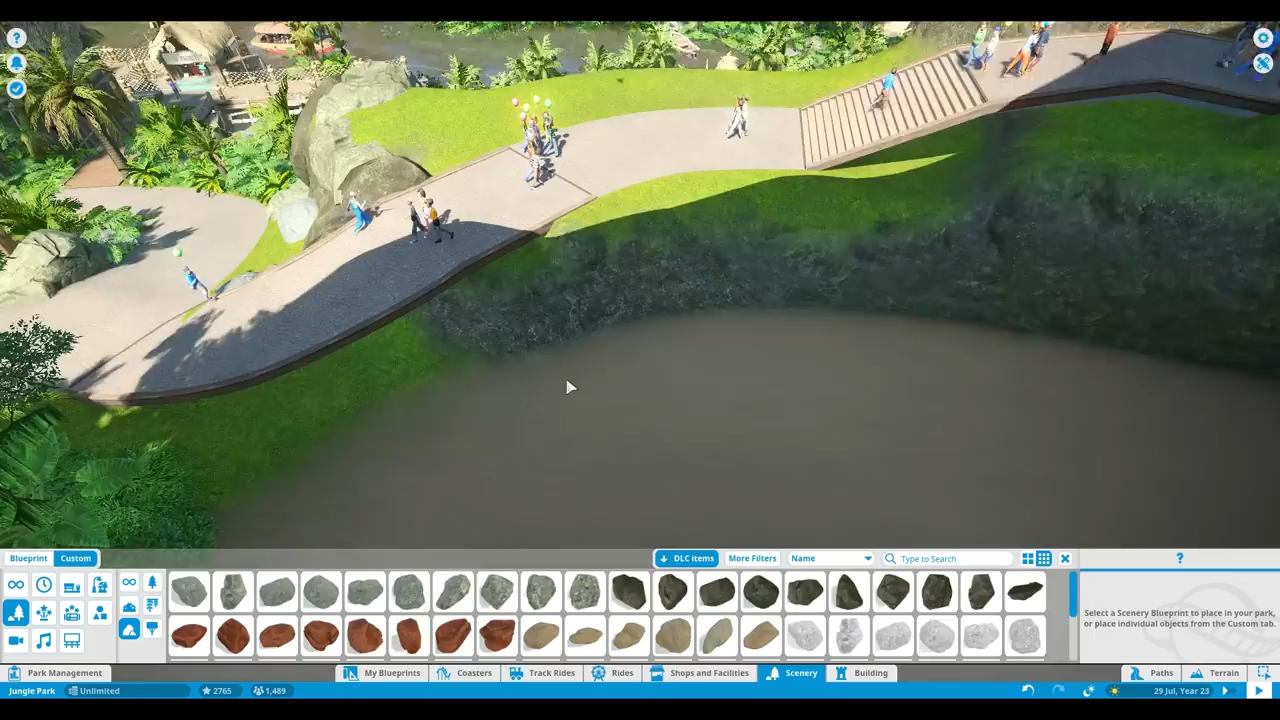 Blueprint Custom DLC items More Filters Name Type to Search ?
Select a Scenery Blueprint to place in your park,
or place individual objects from the Custom tab.
Park Management My Blueprints Coasters Track Rides Rides Shops and Facilities Scenery Building Paths Terrain
Jungle Park Unlimited 2765 1,489 29 Jul, Year 23